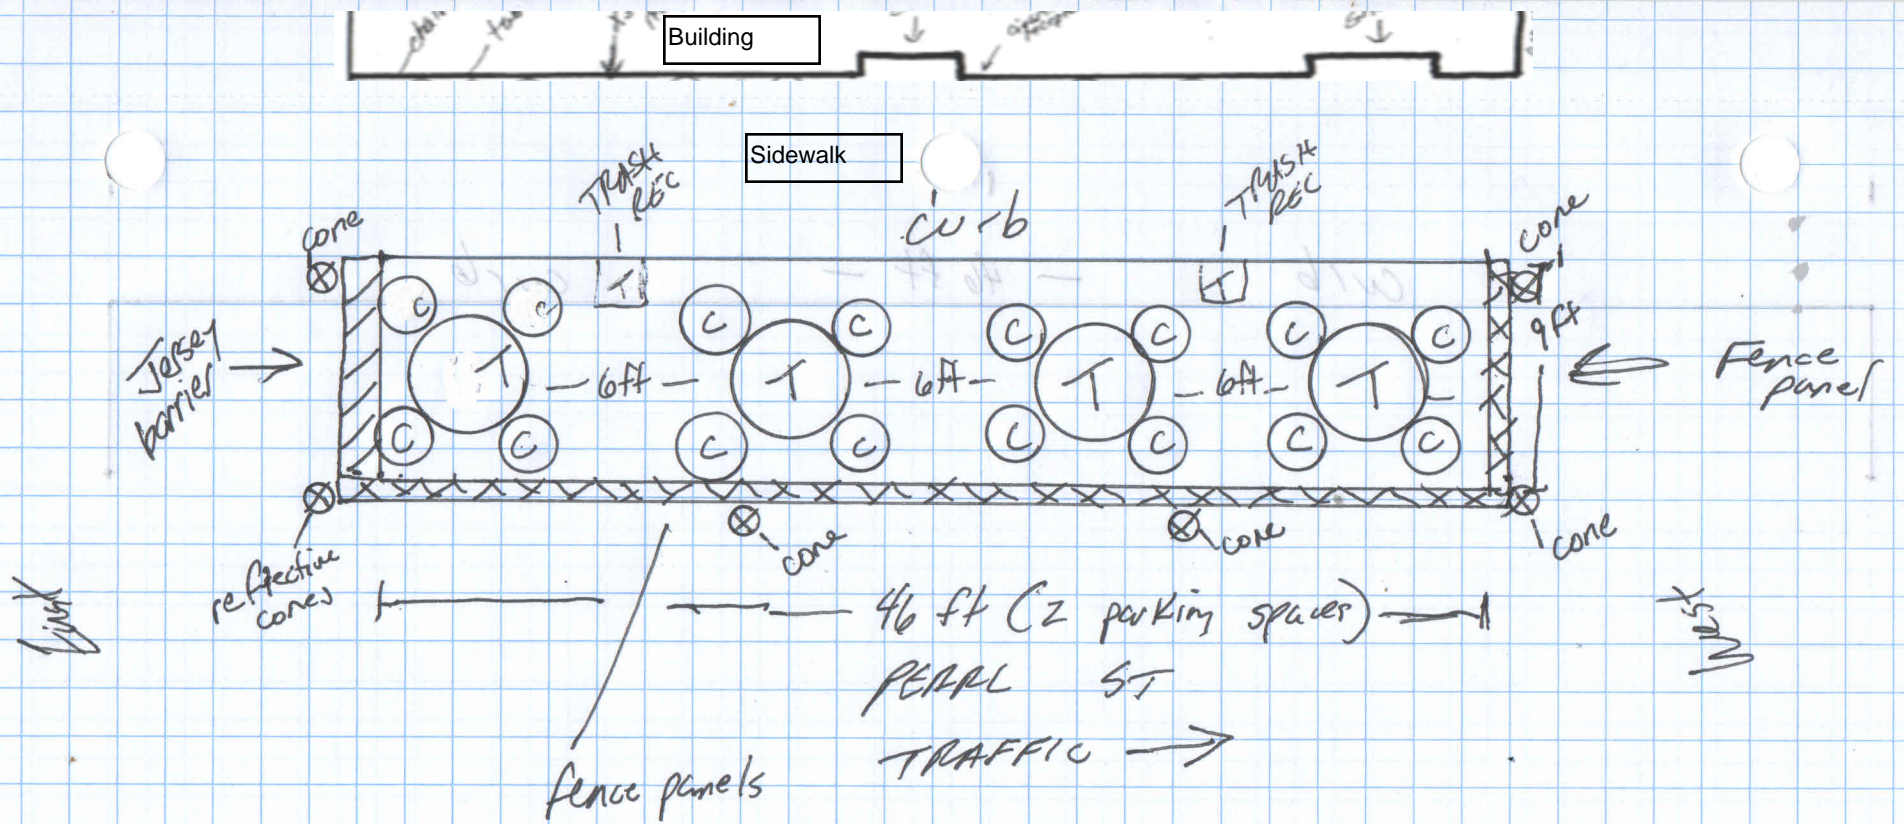 Building
Sidewalk
TRASH
REC
curb
TRASH
REC
cone
cone
C
C
T
C
C
C
C
T
C
C
9ft
Jersey
barrier
T
- 6ft -
T
- 6ft -
T
- 6ft -
T
Fence
panel
C
C
C
C
C
C
C
C
reflective
cones
cone
cone
cone
46 ft (2 parking spaces)
PEARL ST
TRAFFIC
fence panels
West